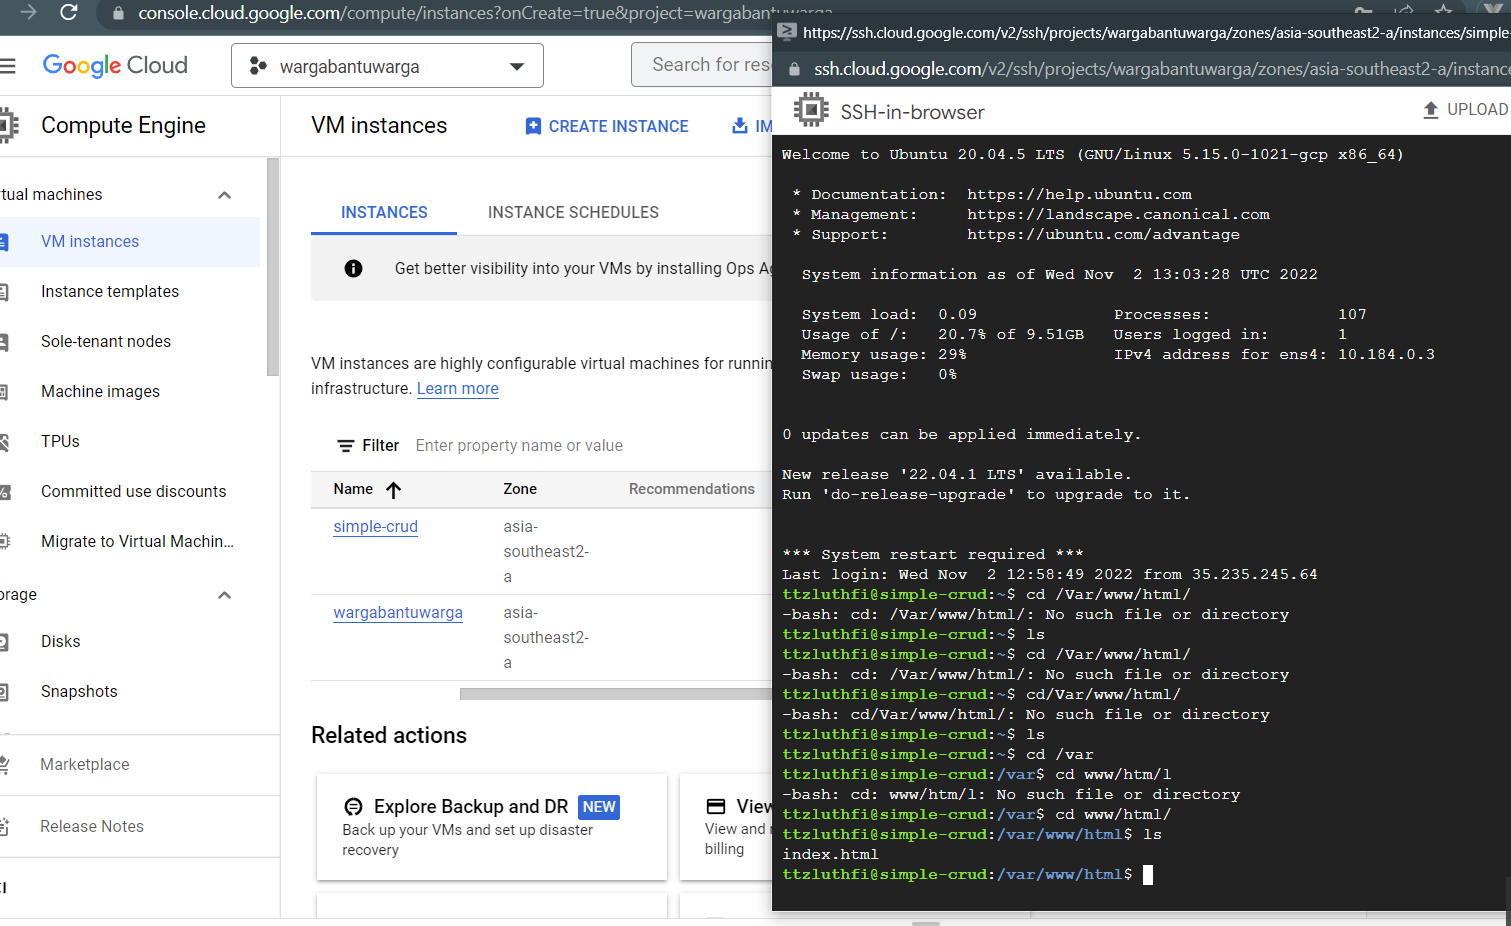 console.cloud.google.com/compute/instances?onCreate=true&project=wargabantuwarga
Google Cloud
wargabantuwarga
Search for res
Compute Engine
VM instances
CREATE INSTANCE
IM
tual machines
VM instances
Instance templates
Sole-tenant nodes
Machine images
TPUs
Committed use discounts
Migrate to Virtual Machin...
orage
Disks
Snapshots
Marketplace
Release Notes
INSTANCES
INSTANCE SCHEDULES
Get better visibility into your VMs by installing Ops Ag
VM instances are highly configurable virtual machines for runnin
infrastructure. Learn more
Filter Enter property name or value
Name Zone Recommendations
simple-crud asia-
southeast2-
a
wargabantuwarga asia-
southeast2-
a
Related actions
Explore Backup and DR NEW
Back up your VMs and set up disaster
recovery
View
View and
billing
https://ssh.cloud.google.com/v2/ssh/projects/wargabantuwarga/zones/asia-southeast2-a/instances/simple-
ssh.cloud.google.com/v2/ssh/projects/wargabantuwarga/zones/asia-southeast2-a/instance
SSH-in-browser
UPLOAD
Welcome to Ubuntu 20.04.5 LTS (GNU/Linux 5.15.0-1021-gcp x86_64)
* Documentation: https://help.ubuntu.com
* Management: https://landscape.canonical.com
* Support: https://ubuntu.com/advantage
System information as of Wed Nov 2 13:03:28 UTC 2022
System load: 0.09 Processes: 107
Usage of /: 20.7% of 9.51GB Users logged in: 1
Memory usage: 29% IPv4 address for ens4: 10.184.0.3
Swap usage: 0%
0 updates can be applied immediately.
New release '22.04.1 LTS' available.
Run 'do-release-upgrade' to upgrade to it.
*** System restart required ***
Last login: Wed Nov 2 12:58:49 2022 from 35.235.245.64
ttzluthfi@simple-crud:~$ cd /Var/www/html/
-bash: cd: /Var/www/html/: No such file or directory
ttzluthfi@simple-crud:~$ ls
ttzluthfi@simple-crud:~$ cd /Var/www/html/
-bash: cd: /Var/www/html/: No such file or directory
ttzluthfi@simple-crud:~$ cd/Var/www/html/
-bash: cd/Var/www/html/: No such file or directory
ttzluthfi@simple-crud:~$ ls
ttzluthfi@simple-crud:~$ cd /var
ttzluthfi@simple-crud:/var$ cd www/htm/l
-bash: cd: www/htm/l: No such file or directory
ttzluthfi@simple-crud:/var$ cd www/html/
ttzluthfi@simple-crud:/var/www/html$ ls
index.html
ttzluthfi@simple-crud:/var/www/html$